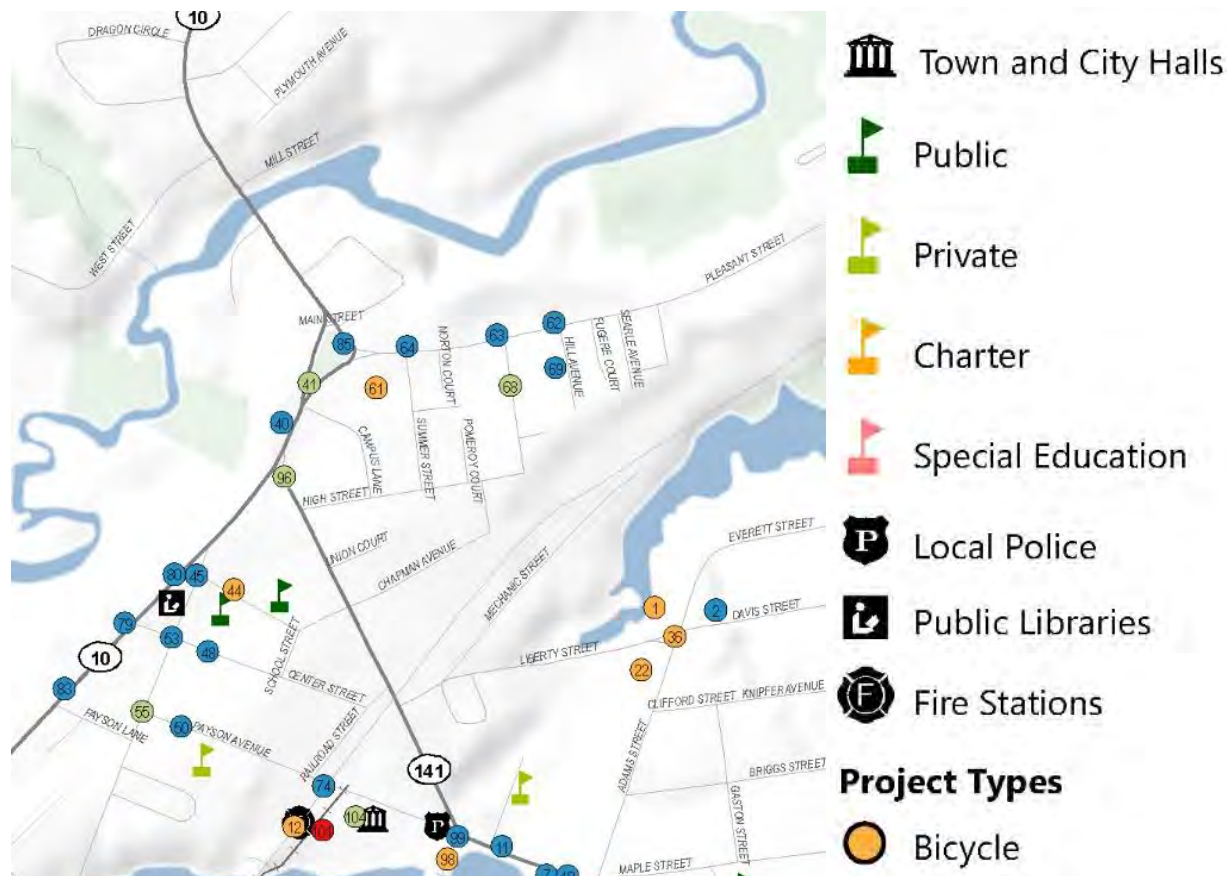 10
DRAGON CIRCLE
PLYMOUTH AVENUE
MILL STREET
WEST STREET
PLEASANT STREET
MAIN STREET
85
64
63
62
NORTON COURT
HILL AVENUE
FUGERE COURT
SEARLE AVENUE
69
41
61
68
40
CAMPUS LANE
SUMMER STREET
POMEROY COURT
96
HIGH STREET
UNION COURT
CHAPMAN AVENUE
MECHANIC STREET
EVERETT STREET
80
45
44
1
2
DAVIS STREET
79
53
48
36
10
SCHOOL STREET
CENTER STREET
LIBERTY STREET
22
83
55
50
PAYSON LANE
PAYSON AVENUE
RAILROAD STREET
CLIFFORD STREET
KNIPFER AVENUE
ADAMS STREET
141
BRIGGS STREET
GASTON STREET
74
12
104
P
99
98
11
7
MAPLE STREET
Town and City Halls
Public
Private
Charter
Special Education
P
Local Police
Public Libraries
F
Fire Stations
Project Types
Bicycle